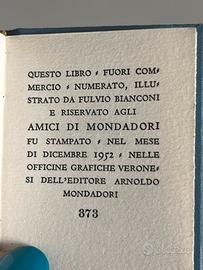 QUESTO LIBRO · FUORI COM-
MERCIO · NUMERATO, ILLU-
STRATO DA FULVIO BIANCONI
E RISERVATO AGLI
AMICI DI MONDADORI
FU STAMPATO · NEL MESE
DI DICEMBRE 1952 · NELLE
OFFICINE GRAFICHE VERONE-
SI DELL'EDITORE ARNOLDO
MONDADORI
373